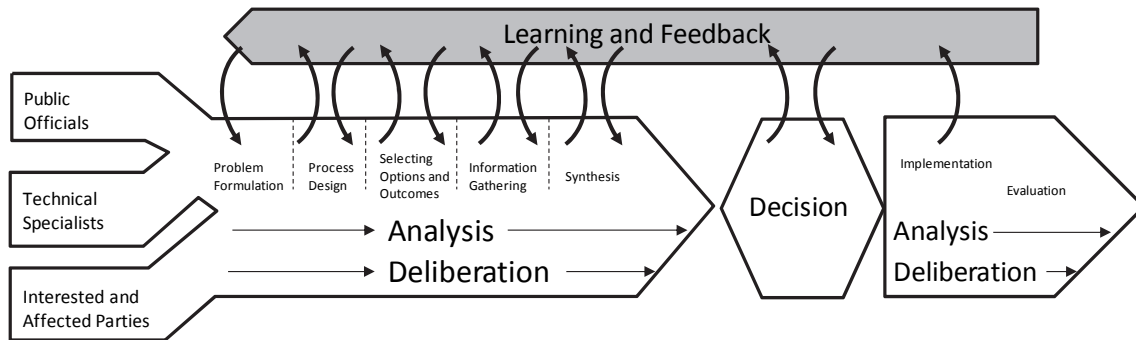 Learning and Feedback
Public
Officials
Technical
Specialists
Interested and
Affected Parties
Problem
Formulation
Process
Design
Selecting
Options and
Outcomes
Information
Gathering
Synthesis
Analysis
Deliberation
Decision
Implementation
Evaluation
Analysis
Deliberation